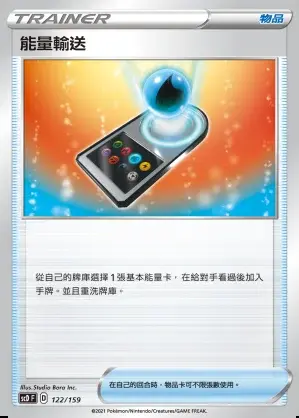 TRAINER 物品
能量輸送
從自己的牌庫選擇1張基本能量卡，在給對手看過後加入
手牌。並且重洗牌庫。
Illus. Studio Bora Inc.
在自己的回合時，物品卡可不限張數使用。
SCD F D 122/159
©2021 Pokémon/Nintendo/Creatures/GAME FREAK.